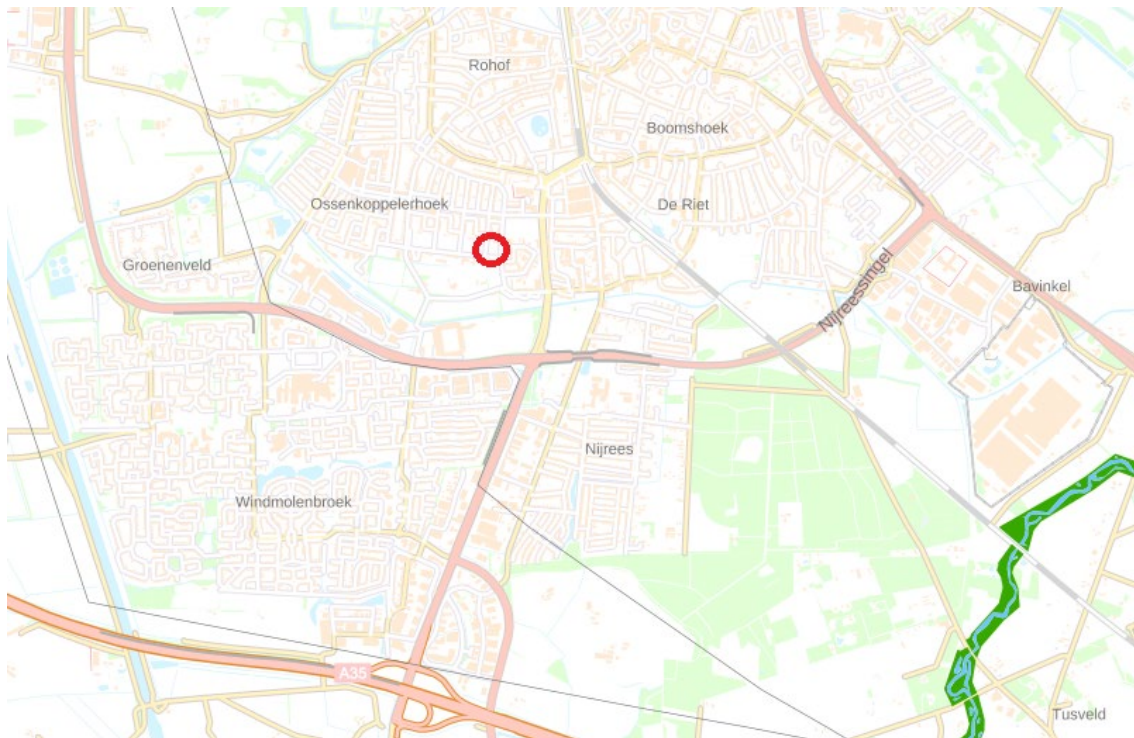 Rohof
Boomshoek
Ossenkoppelerhoek
De Riet
Groenenveld
Nijreessingel
Bavinkel
Nijrees
Windmolenbroek
A35
Tusveld